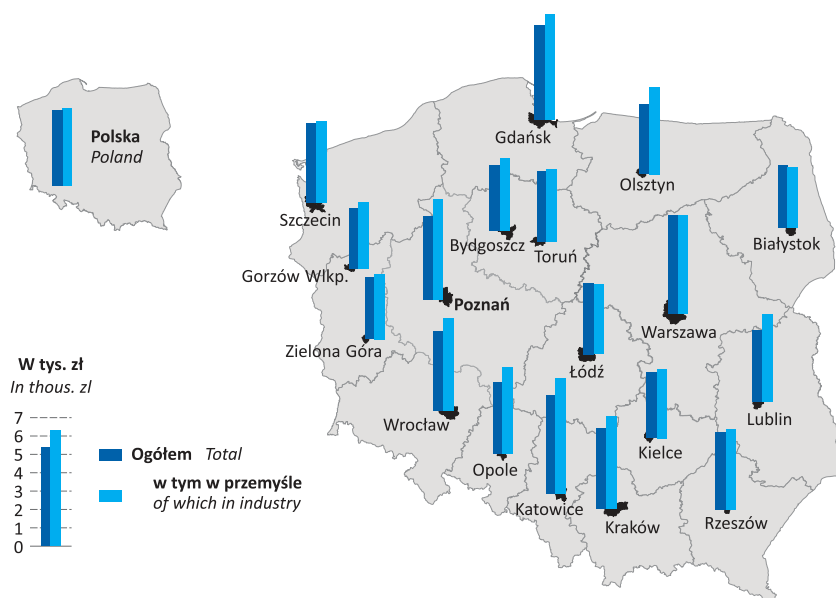 Polska
Poland
Gdańsk
Olsztyn
Szczecin
Bydgoszcz
Toruń
Białystok
Gorzów Wlkp.
Poznań
Warszawa
Zielona Góra
Łódź
W tys. zł
In thous. zl
Wrocław
Lublin
Kielce
Opole
Katowice
Kraków
Rzeszów
7
6
5
4
3
2
1
0
Ogółem Total
w tym w przemyśle
of which in industry